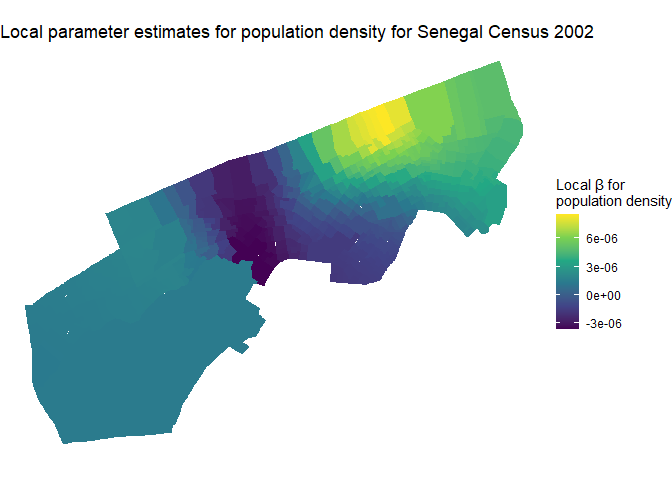 Local parameter estimates for population density for Senegal Census 2002
Local β for
population density
6e-06
3e-06
0e+00
-3e-06